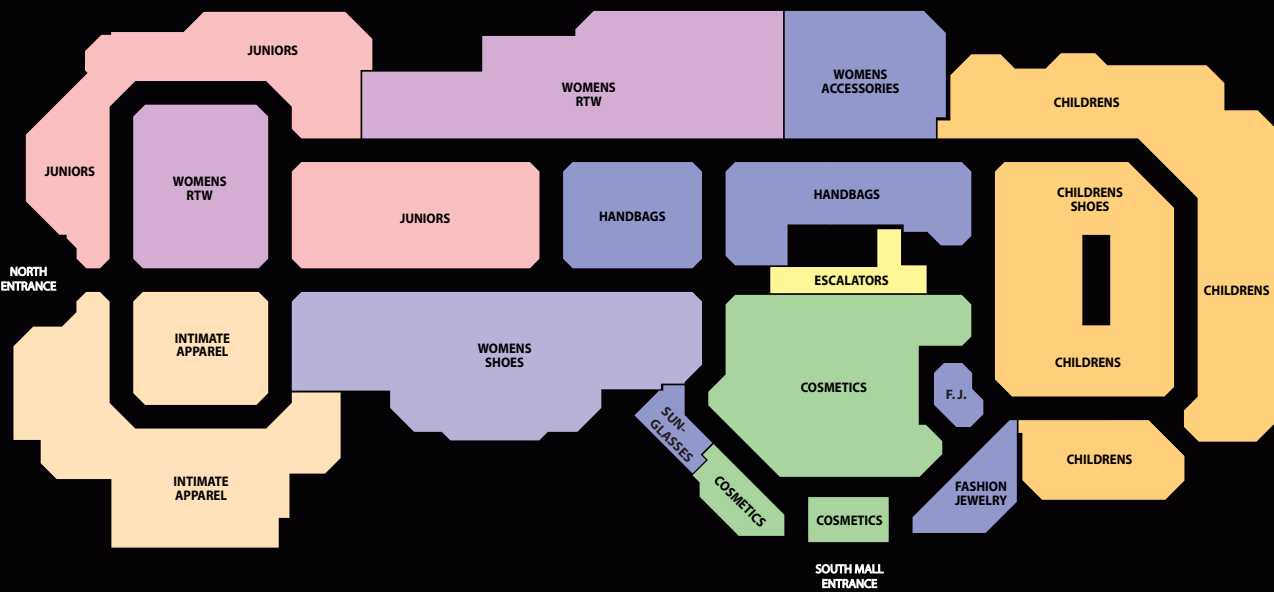 JUNIORS
WOMENS
RTW
WOMENS
ACCESSORIES
CHILDRENS
JUNIORS
WOMENS
RTW
JUNIORS
HANDBAGS
HANDBAGS
CHILDRENS
SHOES
NORTH
ENTRANCE
ESCALATORS
CHILDRENS
INTIMATE
APPAREL
WOMENS
SHOES
COSMETICS
F. J.
CHILDRENS
SUN-
GLASSES
CHILDRENS
INTIMATE
APPAREL
COSMETICS
COSMETICS
FASHION
JEWELRY
SOUTH MALL
ENTRANCE